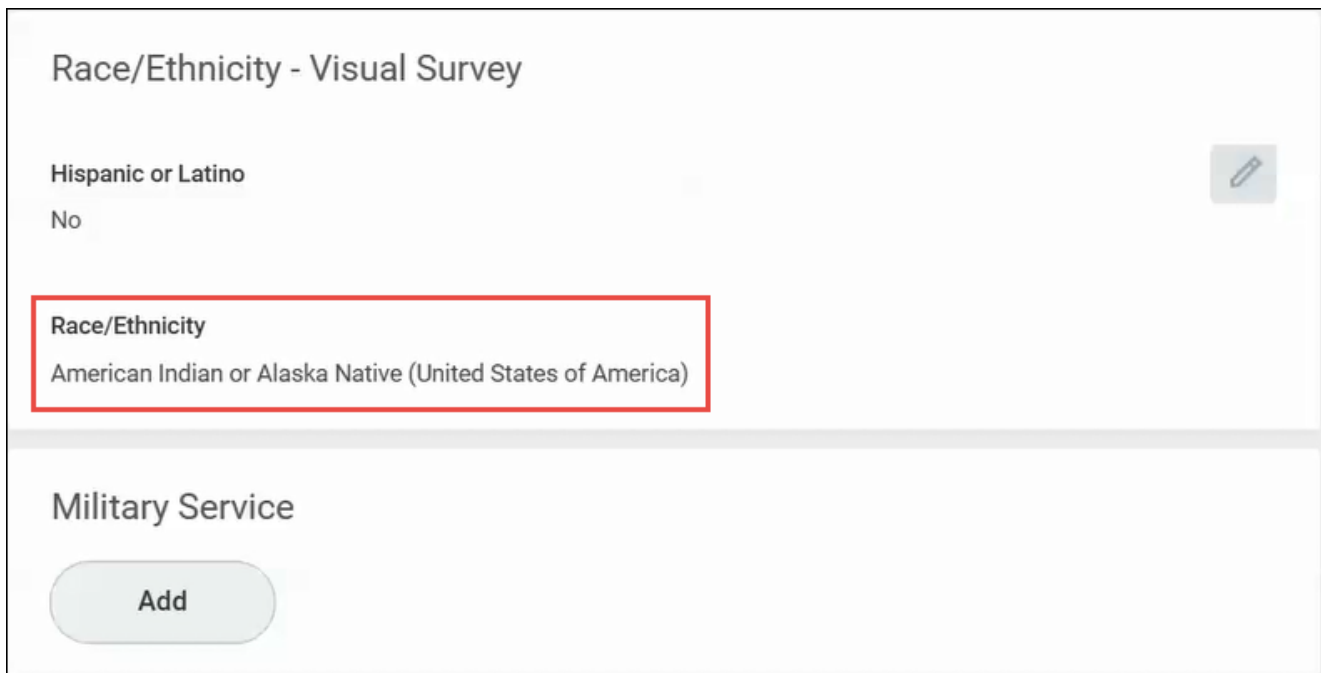 Race/Ethnicity - Visual Survey
Hispanic or Latino
No
Race/Ethnicity
American Indian or Alaska Native (United States of America)
Military Service
Add